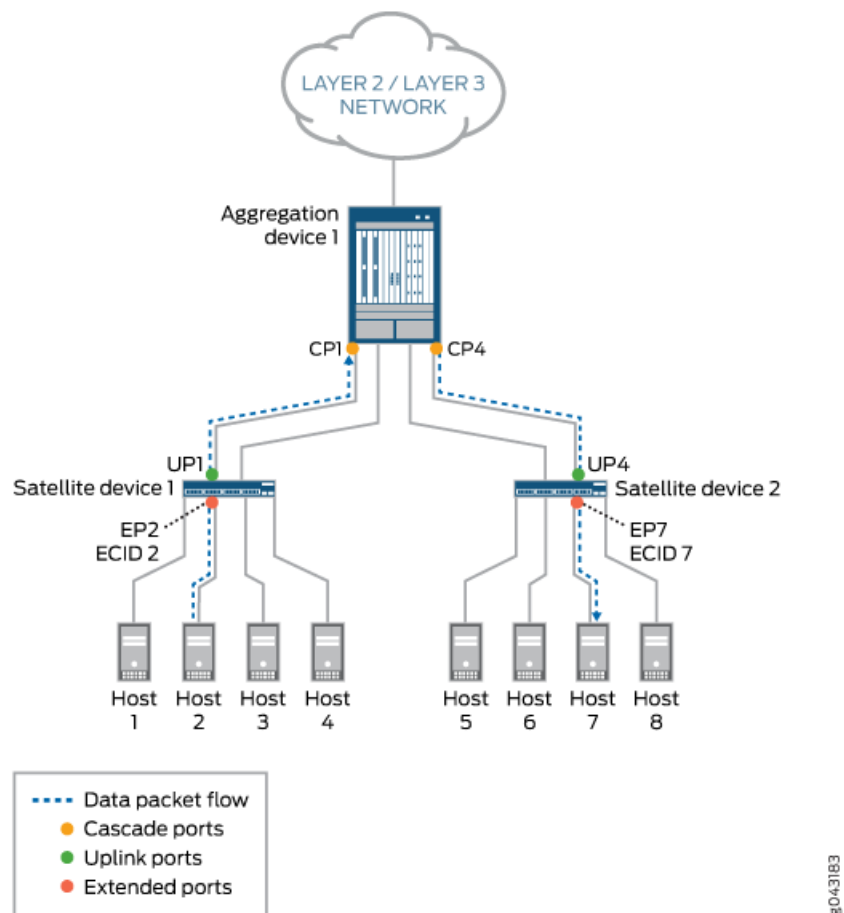 LAYER 2 / LAYER 3
NETWORK
Aggregation
device 1
CP1
CP4
UP1
UP4
Satellite device 1
Satellite device 2
EP2
ECID 2
EP7
ECID 7
Host
1
Host
2
Host
3
Host
4
Host
5
Host
6
Host
7
Host
8
Data packet flow
Cascade ports
Uplink ports
Extended ports
g043183